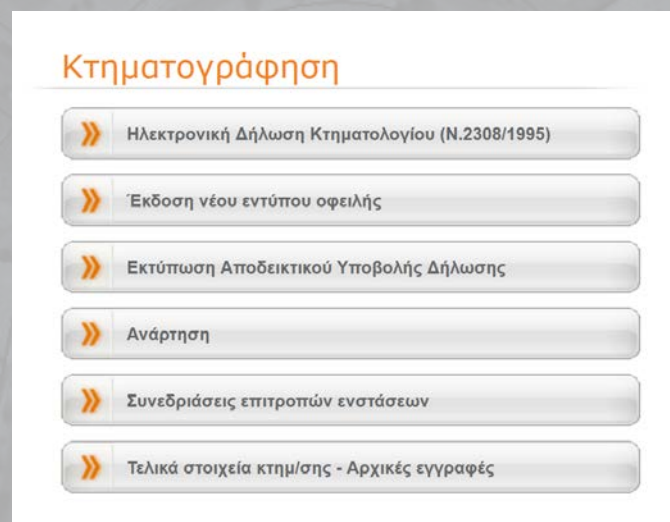 Κτηματογράφηση
Ηλεκτρονική Δήλωση Κτηματολογίου (Ν.2308/1995)
Έκδοση νέου εντύπου οφειλής
Εκτύπωση Αποδεικτικού Υποβολής Δήλωσης
Ανάρτηση
Συνεδριάσεις επιτροπών ενστάσεων
Τελικά στοιχεία κτημ/σης - Αρχικές εγγραφές